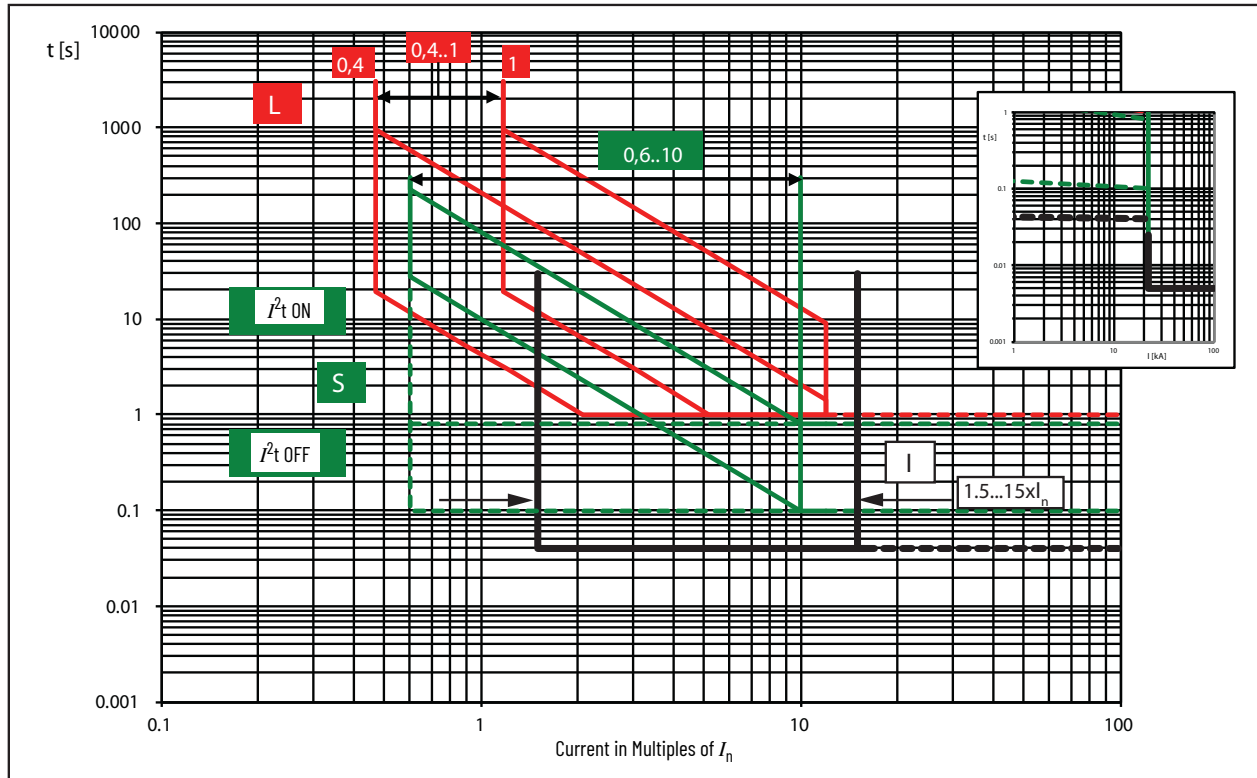 t [s]
10000
1000
100
10
1
0.1
0.01
0.001
0.1
1
10
100
Current in Multiples of In
0,4
0,4..1
1
L
0,6..10
I²t ON
S
I²t OFF
I
1.5...15xIn
t [s]
1
0.1
0.01
0.001
1
10
100
I [kA]